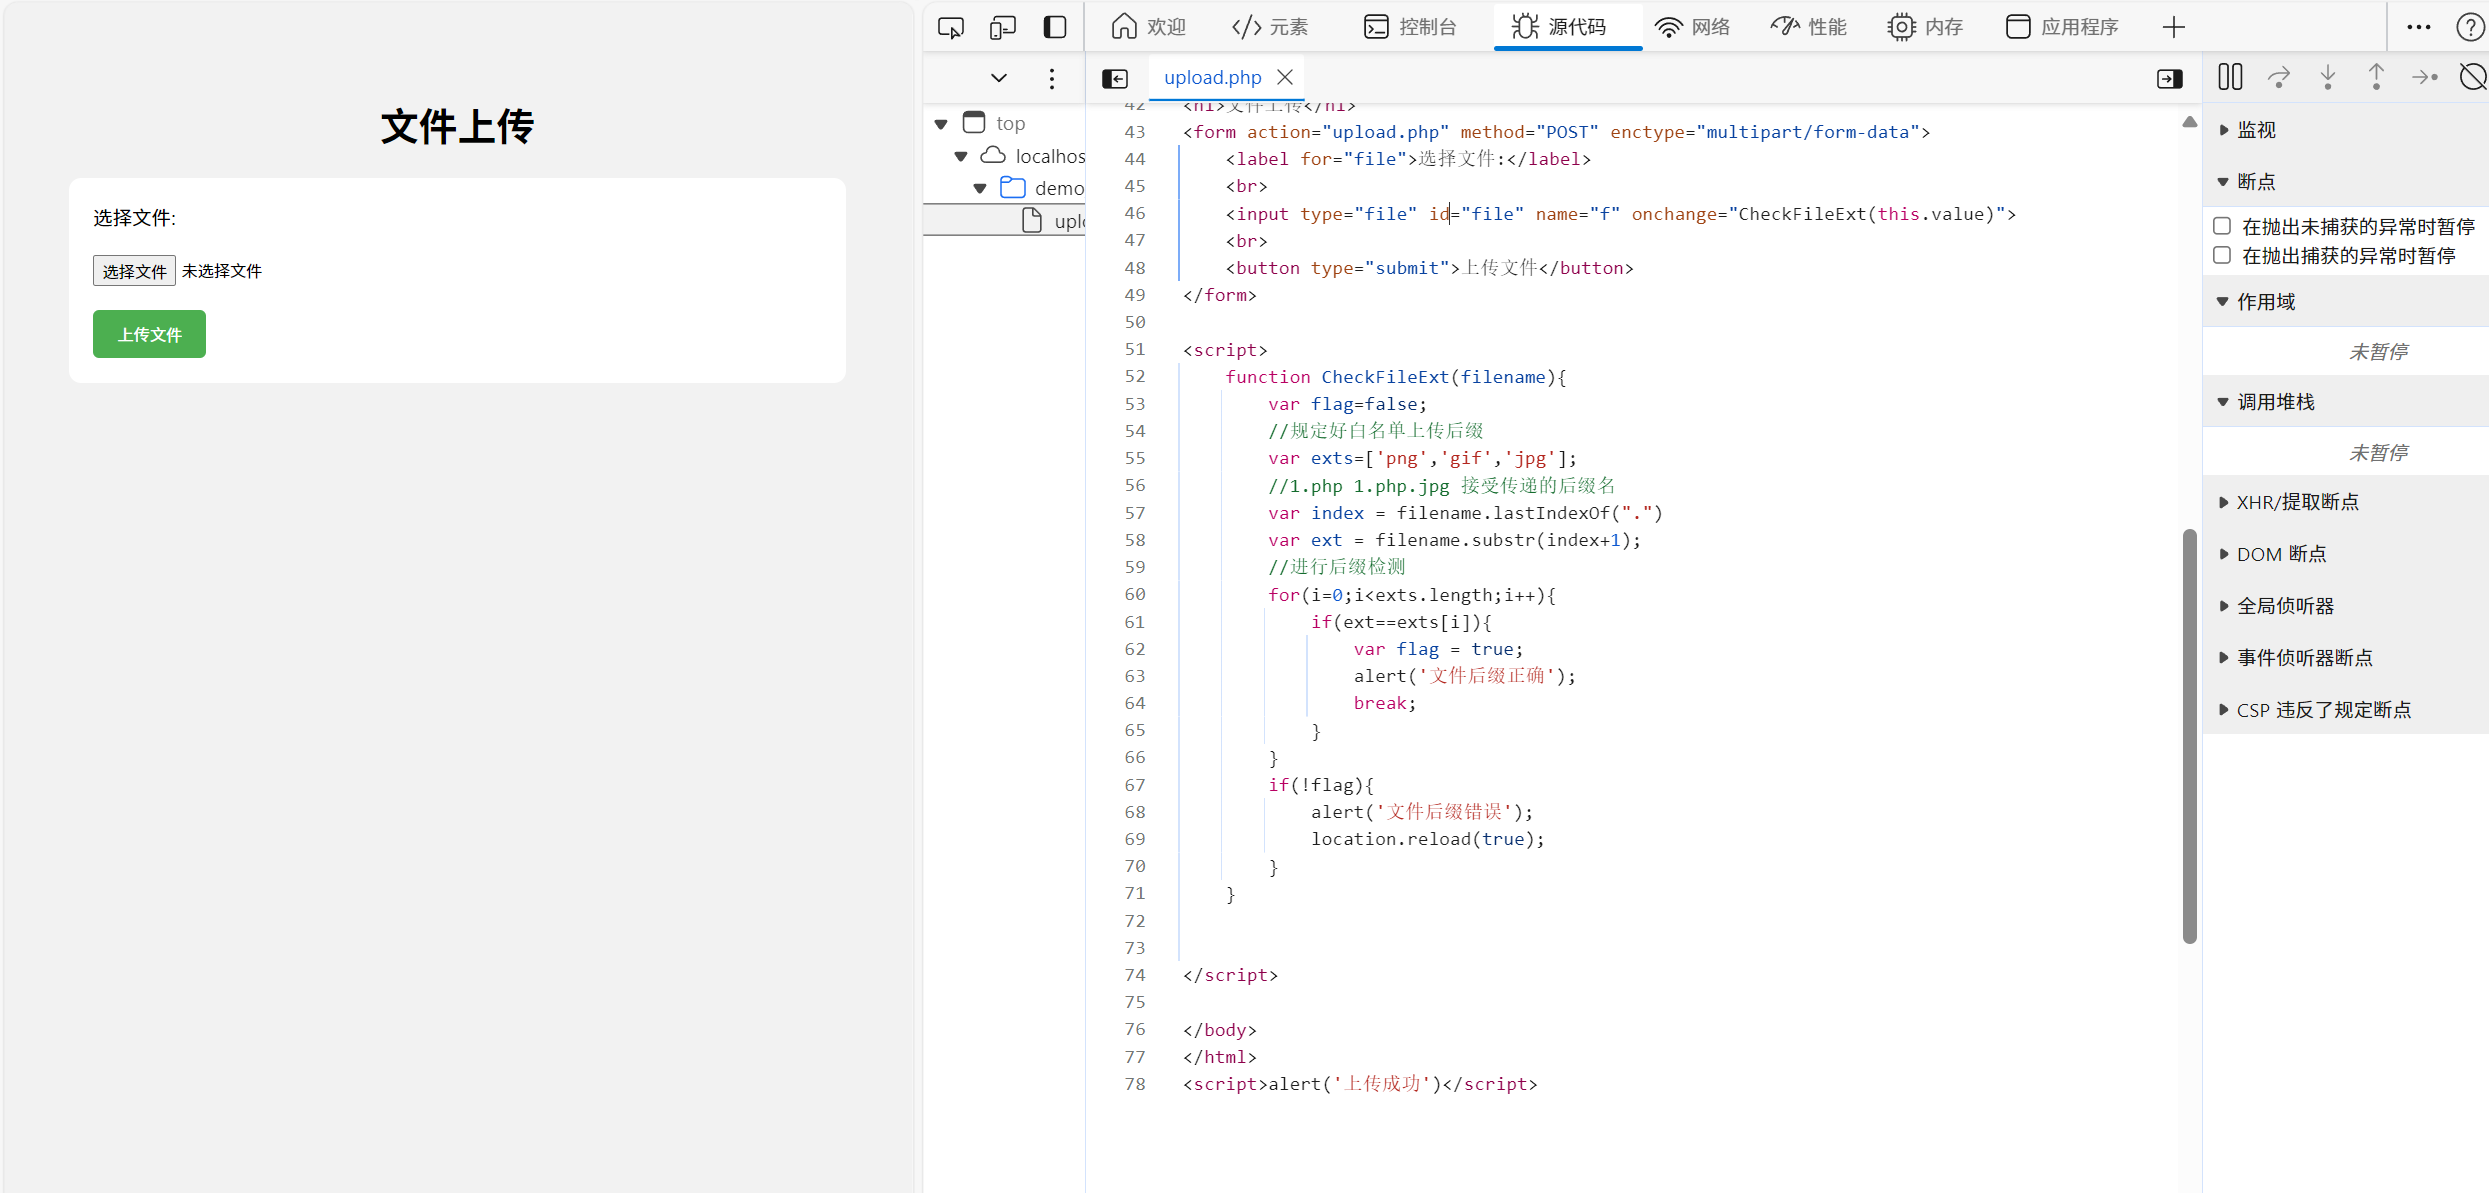 文件上传
选择文件:
选择文件 未选择文件
上传文件
欢迎 元素 控制台 源代码 网络 性能 内存 应用程序
upload.php
top
localhos
demo
uplo
42 <h1>文件上传</h1>
43 <form action="upload.php" method="POST" enctype="multipart/form-data">
44 <label for="file">选择文件:</label>
45 <br>
46 <input type="file" id="file" name="f" onchange="CheckFileExt(this.value)">
47 <br>
48 <button type="submit">上传文件</button>
49 </form>
50
51 <script>
52 function CheckFileExt(filename){
53 var flag=false;
54 //规定好白名单上传后缀
55 var exts=['png','gif','jpg'];
56 //1.php 1.php.jpg 接受传递的后缀名
57 var index = filename.lastIndexOf(".")
58 var ext = filename.substr(index+1);
59 //进行后缀检测
60 for(i=0;i<exts.length;i++){
61 if(ext==exts[i]){
62 var flag = true;
63 alert('文件后缀正确');
64 break;
65 }
66 }
67 if(!flag){
68 alert('文件后缀错误');
69 location.reload(true);
70 }
71 }
72
73
74 </script>
75
76 </body>
77 </html>
78 <script>alert('上传成功')</script>
监视
断点
在抛出未捕获的异常时暂停
在抛出捕获的异常时暂停
作用域
未暂停
调用堆栈
未暂停
XHR/提取断点
DOM 断点
全局侦听器
事件侦听器断点
CSP 违反了规定断点